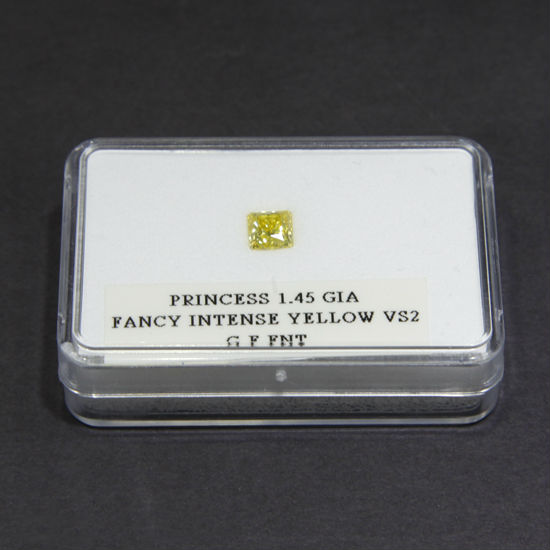 PRINCESS 1.45 GIA
FANCY INTENSE YELLOW VS2
G F FNT